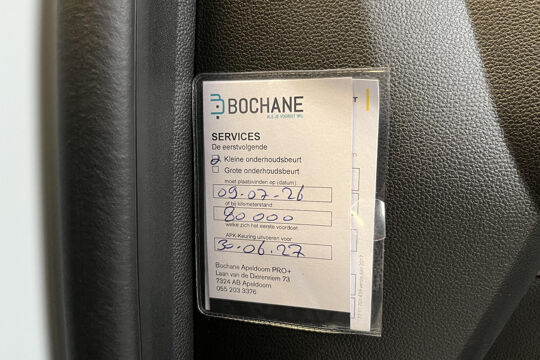 BOCHANE
ALS JE VOORUIT WIL
SERVICES
De eerstvolgende
Kleine onderhoudsbeurt
Grote onderhoudsbeurt
moet plaatsvinden op (datum)
09-07-26
of bij kilometerstand
80 000
welke zich het eerste voordoet
APK-Keuring uitvoeren voor
30-06-27
Bochane Apeldoorn PRO+
Laan van de Dierenriem 73
7324 AB Apeldoorn
055 203 3376
T